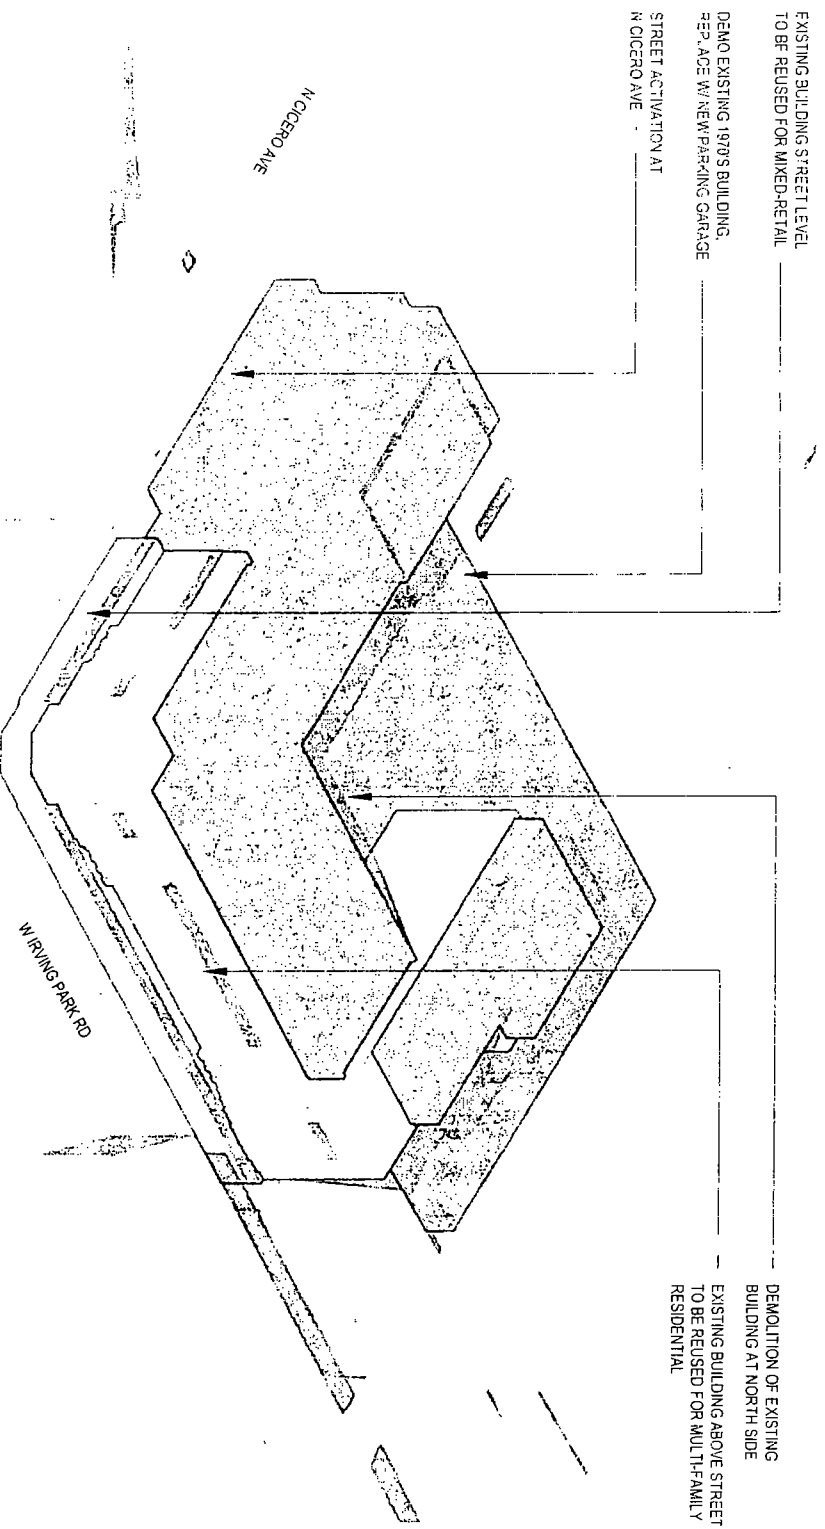 EXISTING BUILDING STREET LEVEL
TO BE REUSED FOR MIXED-RETAIL
DEMO EXISTING 1970'S BUILDING,
REPLACE W/ NEW PARKING GARAGE
STREET ACTIVATION AT
N CICERO AVE
N CICERO AVE
W IRVING PARK RD
DEMOLITION OF EXISTING
BUILDING AT NORTH SIDE
EXISTING BUILDING ABOVE STREET
TO BE REUSED FOR MULTI-FAMILY
RESIDENTIAL